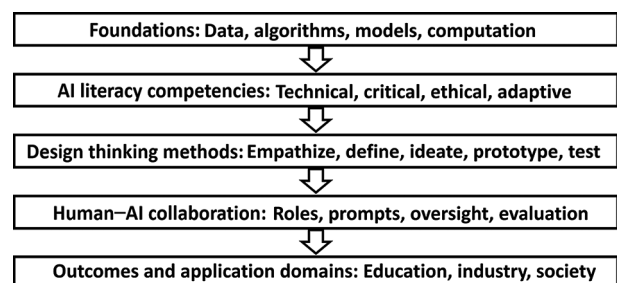 Foundations: Data, algorithms, models, computation
AI literacy competencies: Technical, critical, ethical, adaptive
Design thinking methods: Empathize, define, ideate, prototype, test
Human–AI collaboration: Roles, prompts, oversight, evaluation
Outcomes and application domains: Education, industry, society